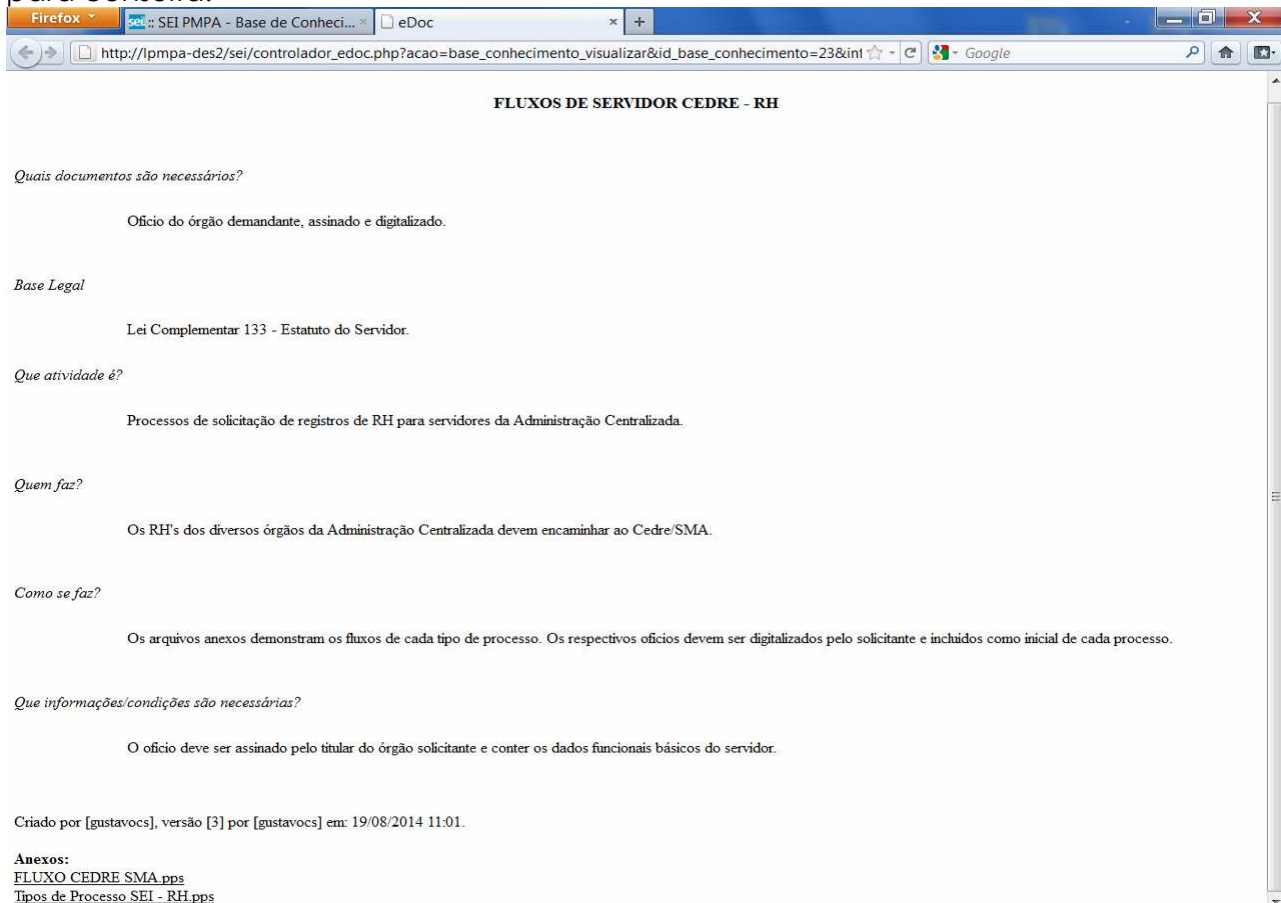 para consulta.
Firefox
sei :: SEI PMPA - Base de Conheci... × eDoc × +
http://lpmpa-des2/sei/controlador_edoc.php?acao=base_conhecimento_visualizar&id_base_conhecimento=23&inf Google
FLUXOS DE SERVIDOR CEDRE - RH
Quais documentos são necessários?
Ofício do órgão demandante, assinado e digitalizado.
Base Legal
Lei Complementar 133 - Estatuto do Servidor.
Que atividade é?
Processos de solicitação de registros de RH para servidores da Administração Centralizada.
Quem faz?
Os RH's dos diversos órgãos da Administração Centralizada devem encaminhar ao Cedre/SMA.
Como se faz?
Os arquivos anexos demonstram os fluxos de cada tipo de processo. Os respectivos ofícios devem ser digitalizados pelo solicitante e incluidos como inicial de cada processo.
Que informações/condições são necessárias?
O ofício deve ser assinado pelo titular do órgão solicitante e conter os dados funcionais básicos do servidor.
Criado por [gustavocs], versão [3] por [gustavocs] em: 19/08/2014 11:01.
Anexos:
FLUXO CEDRE SMA.pps
Tipos de Processo SEI - RH.pps